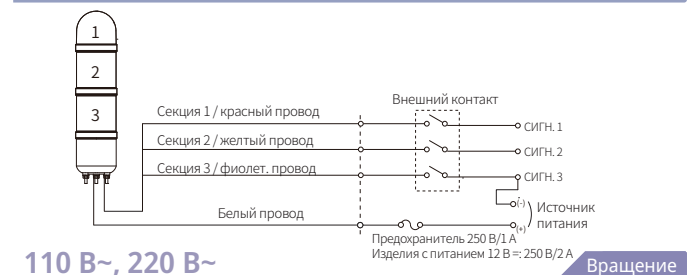 1
2
3
Внешний контакт
Секция 1 / красный провод
СИГН. 1
Секция 2 / желтый провод
СИГН. 2
Секция 3 / фиолет. провод
СИГН. 3
Белый провод
(-)
Источник
питания
(+)
Предохранитель 250 В/1 А
Изделия с питанием 12 В =: 250 В/2 А
110 В~, 220 В~
Вращение